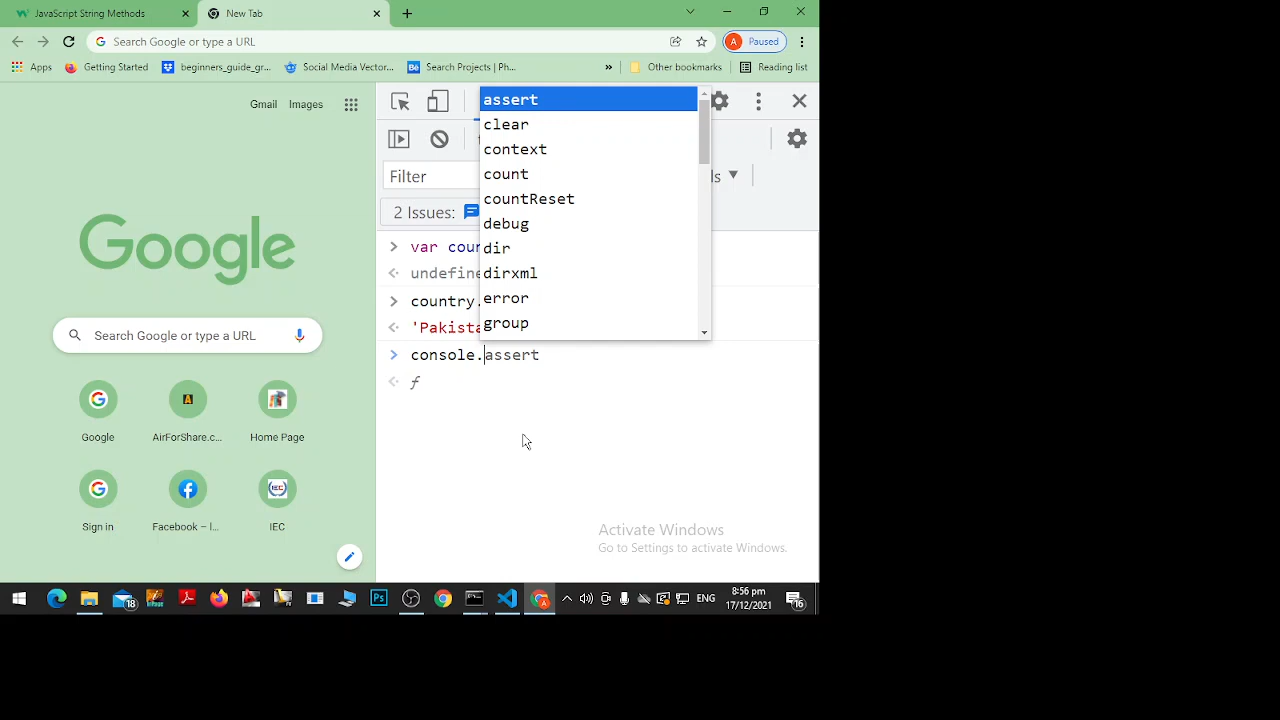 JavaScript String Methods
New Tab
Search Google or type a URL
A Paused
Apps Getting Started beginners_guide_gr... Social Media Vector... Search Projects | Ph... » Other bookmarks Reading list
Gmail Images
Google
Search Google or type a URL
Google AirForShare.c... Home Page
Sign in Facebook – l... IEC
Filter
2 Issues:
> var
undefine
> country.
'Pakista
> console.assert
f
assert
clear
context
count
countReset
debug
dir
dirxml
error
group
Activate Windows
Go to Settings to activate Windows.
18
Ps
ENG
8:56 pm
17/12/2021
16